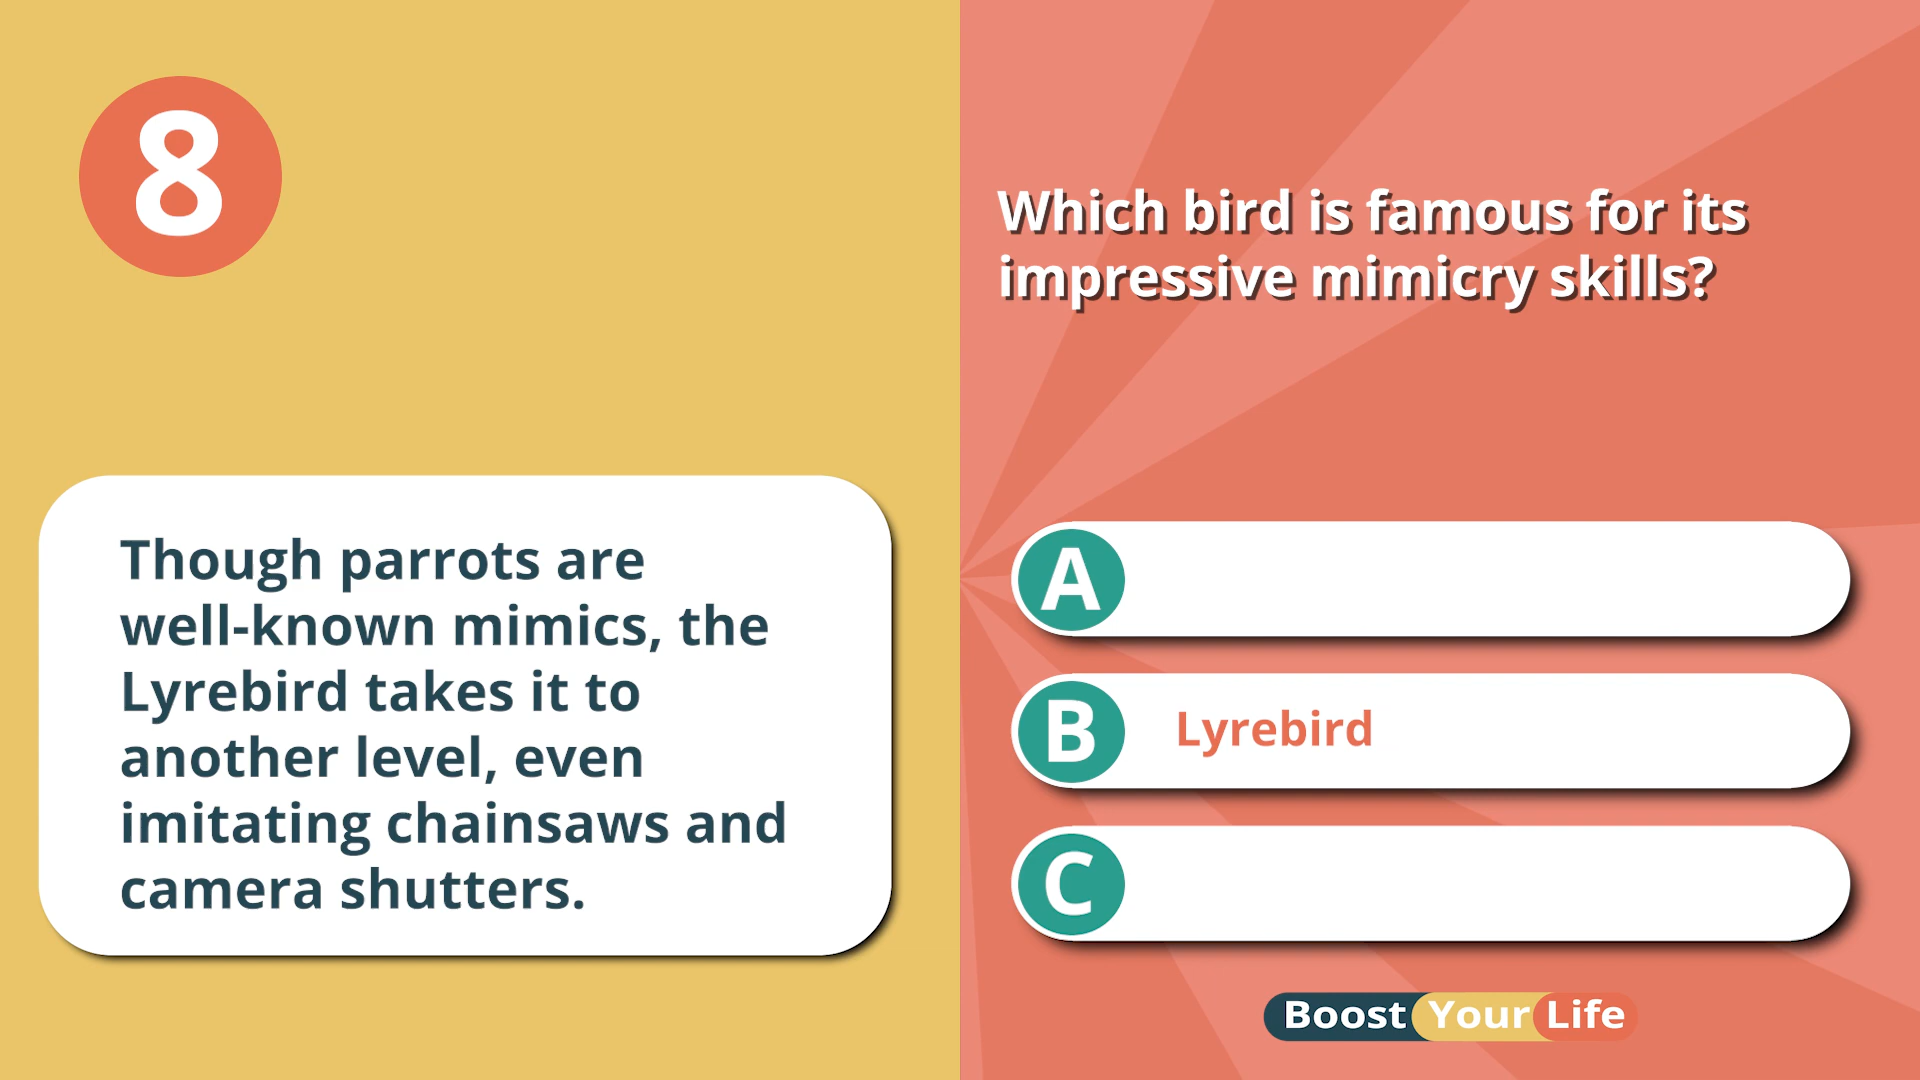 8
Though parrots are
well-known mimics, the
Lyrebird takes it to
another level, even
imitating chainsaws and
camera shutters.
Which bird is famous for its
impressive mimicry skills?
A
B Lyrebird
C
Boost Your Life